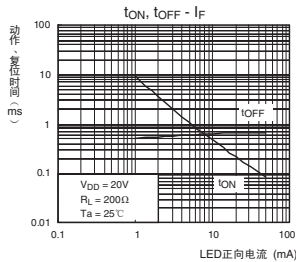 tON, tOFF - IF
动作、复位时间（ms）
100
10
1
0.1
0.01
tOFF
tON
VDD = 20V
RL = 200Ω
Ta = 25℃
0.1 1 10 100
LED正向电流 (mA)